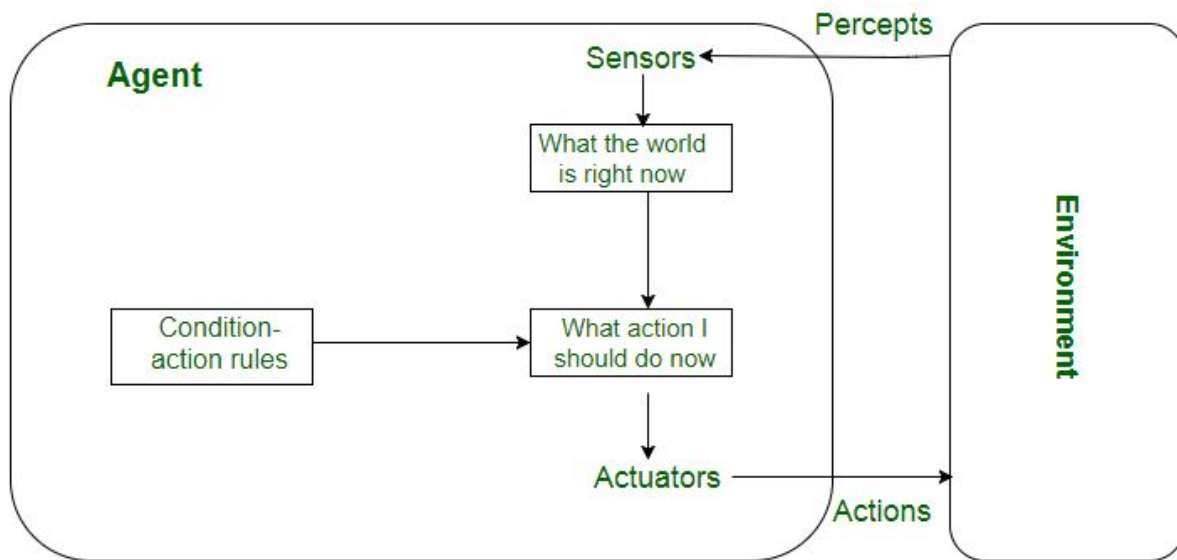 Percepts
Sensors
Agent
What the world
is right now
Environment
Condition-
action rules
What action I
should do now
Actuators
Actions